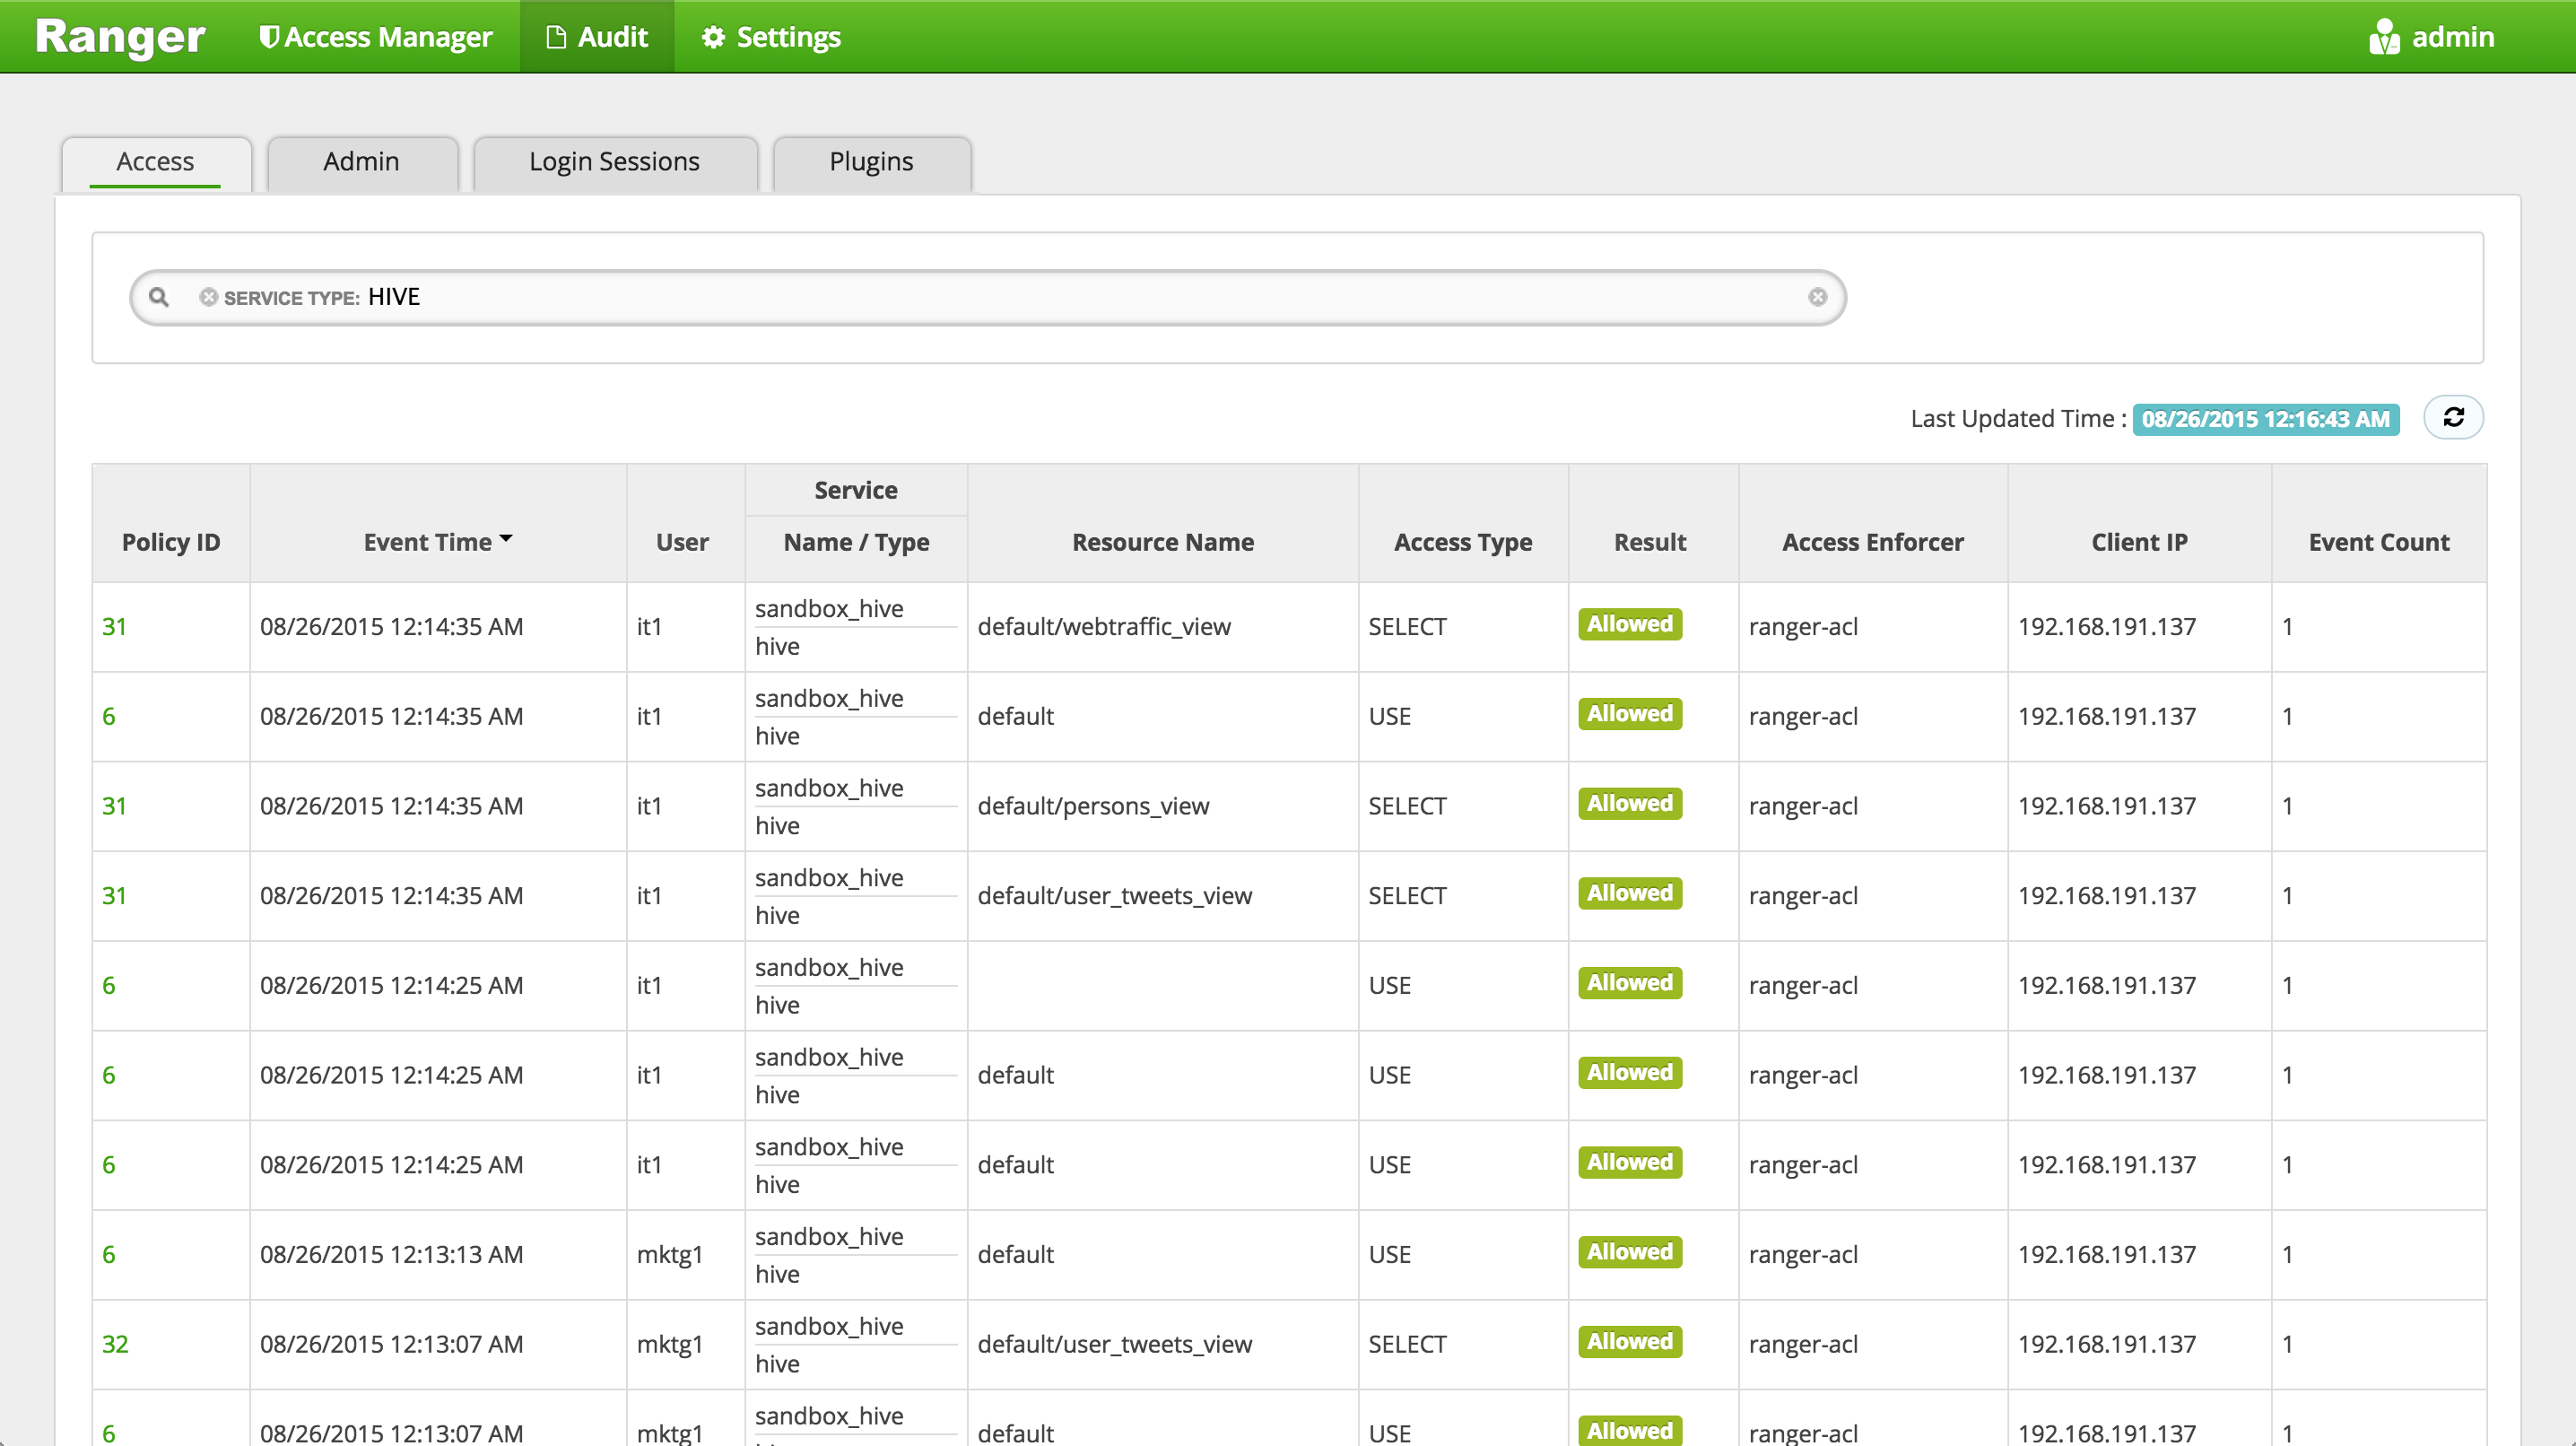 Ranger Access Manager Audit Settings admin
Access Admin Login Sessions Plugins
SERVICE TYPE: HIVE
Last Updated Time : 08/26/2015 12:16:43 AM
Service
Policy ID Event Time User Name / Type Resource Name Access Type Result Access Enforcer Client IP Event Count
sandbox_hive
31 08/26/2015 12:14:35 AM it1 default/webtraffic_view SELECT Allowed ranger-acl 192.168.191.137 1
hive
sandbox_hive
6 08/26/2015 12:14:35 AM it1 default USE Allowed ranger-acl 192.168.191.137 1
hive
sandbox_hive
31 08/26/2015 12:14:35 AM it1 default/persons_view SELECT Allowed ranger-acl 192.168.191.137 1
hive
sandbox_hive
31 08/26/2015 12:14:35 AM it1 default/user_tweets_view SELECT Allowed ranger-acl 192.168.191.137 1
hive
sandbox_hive
6 08/26/2015 12:14:25 AM it1 USE Allowed ranger-acl 192.168.191.137 1
hive
sandbox_hive
6 08/26/2015 12:14:25 AM it1 default USE Allowed ranger-acl 192.168.191.137 1
hive
sandbox_hive
6 08/26/2015 12:14:25 AM it1 default USE Allowed ranger-acl 192.168.191.137 1
hive
sandbox_hive
6 08/26/2015 12:13:13 AM mktg1 default USE Allowed ranger-acl 192.168.191.137 1
hive
sandbox_hive
32 08/26/2015 12:13:07 AM mktg1 default/user_tweets_view SELECT Allowed ranger-acl 192.168.191.137 1
hive
sandbox_hive
6 08/26/2015 12:13:07 AM mktg1 default USE Allowed ranger-acl 192.168.191.137 1